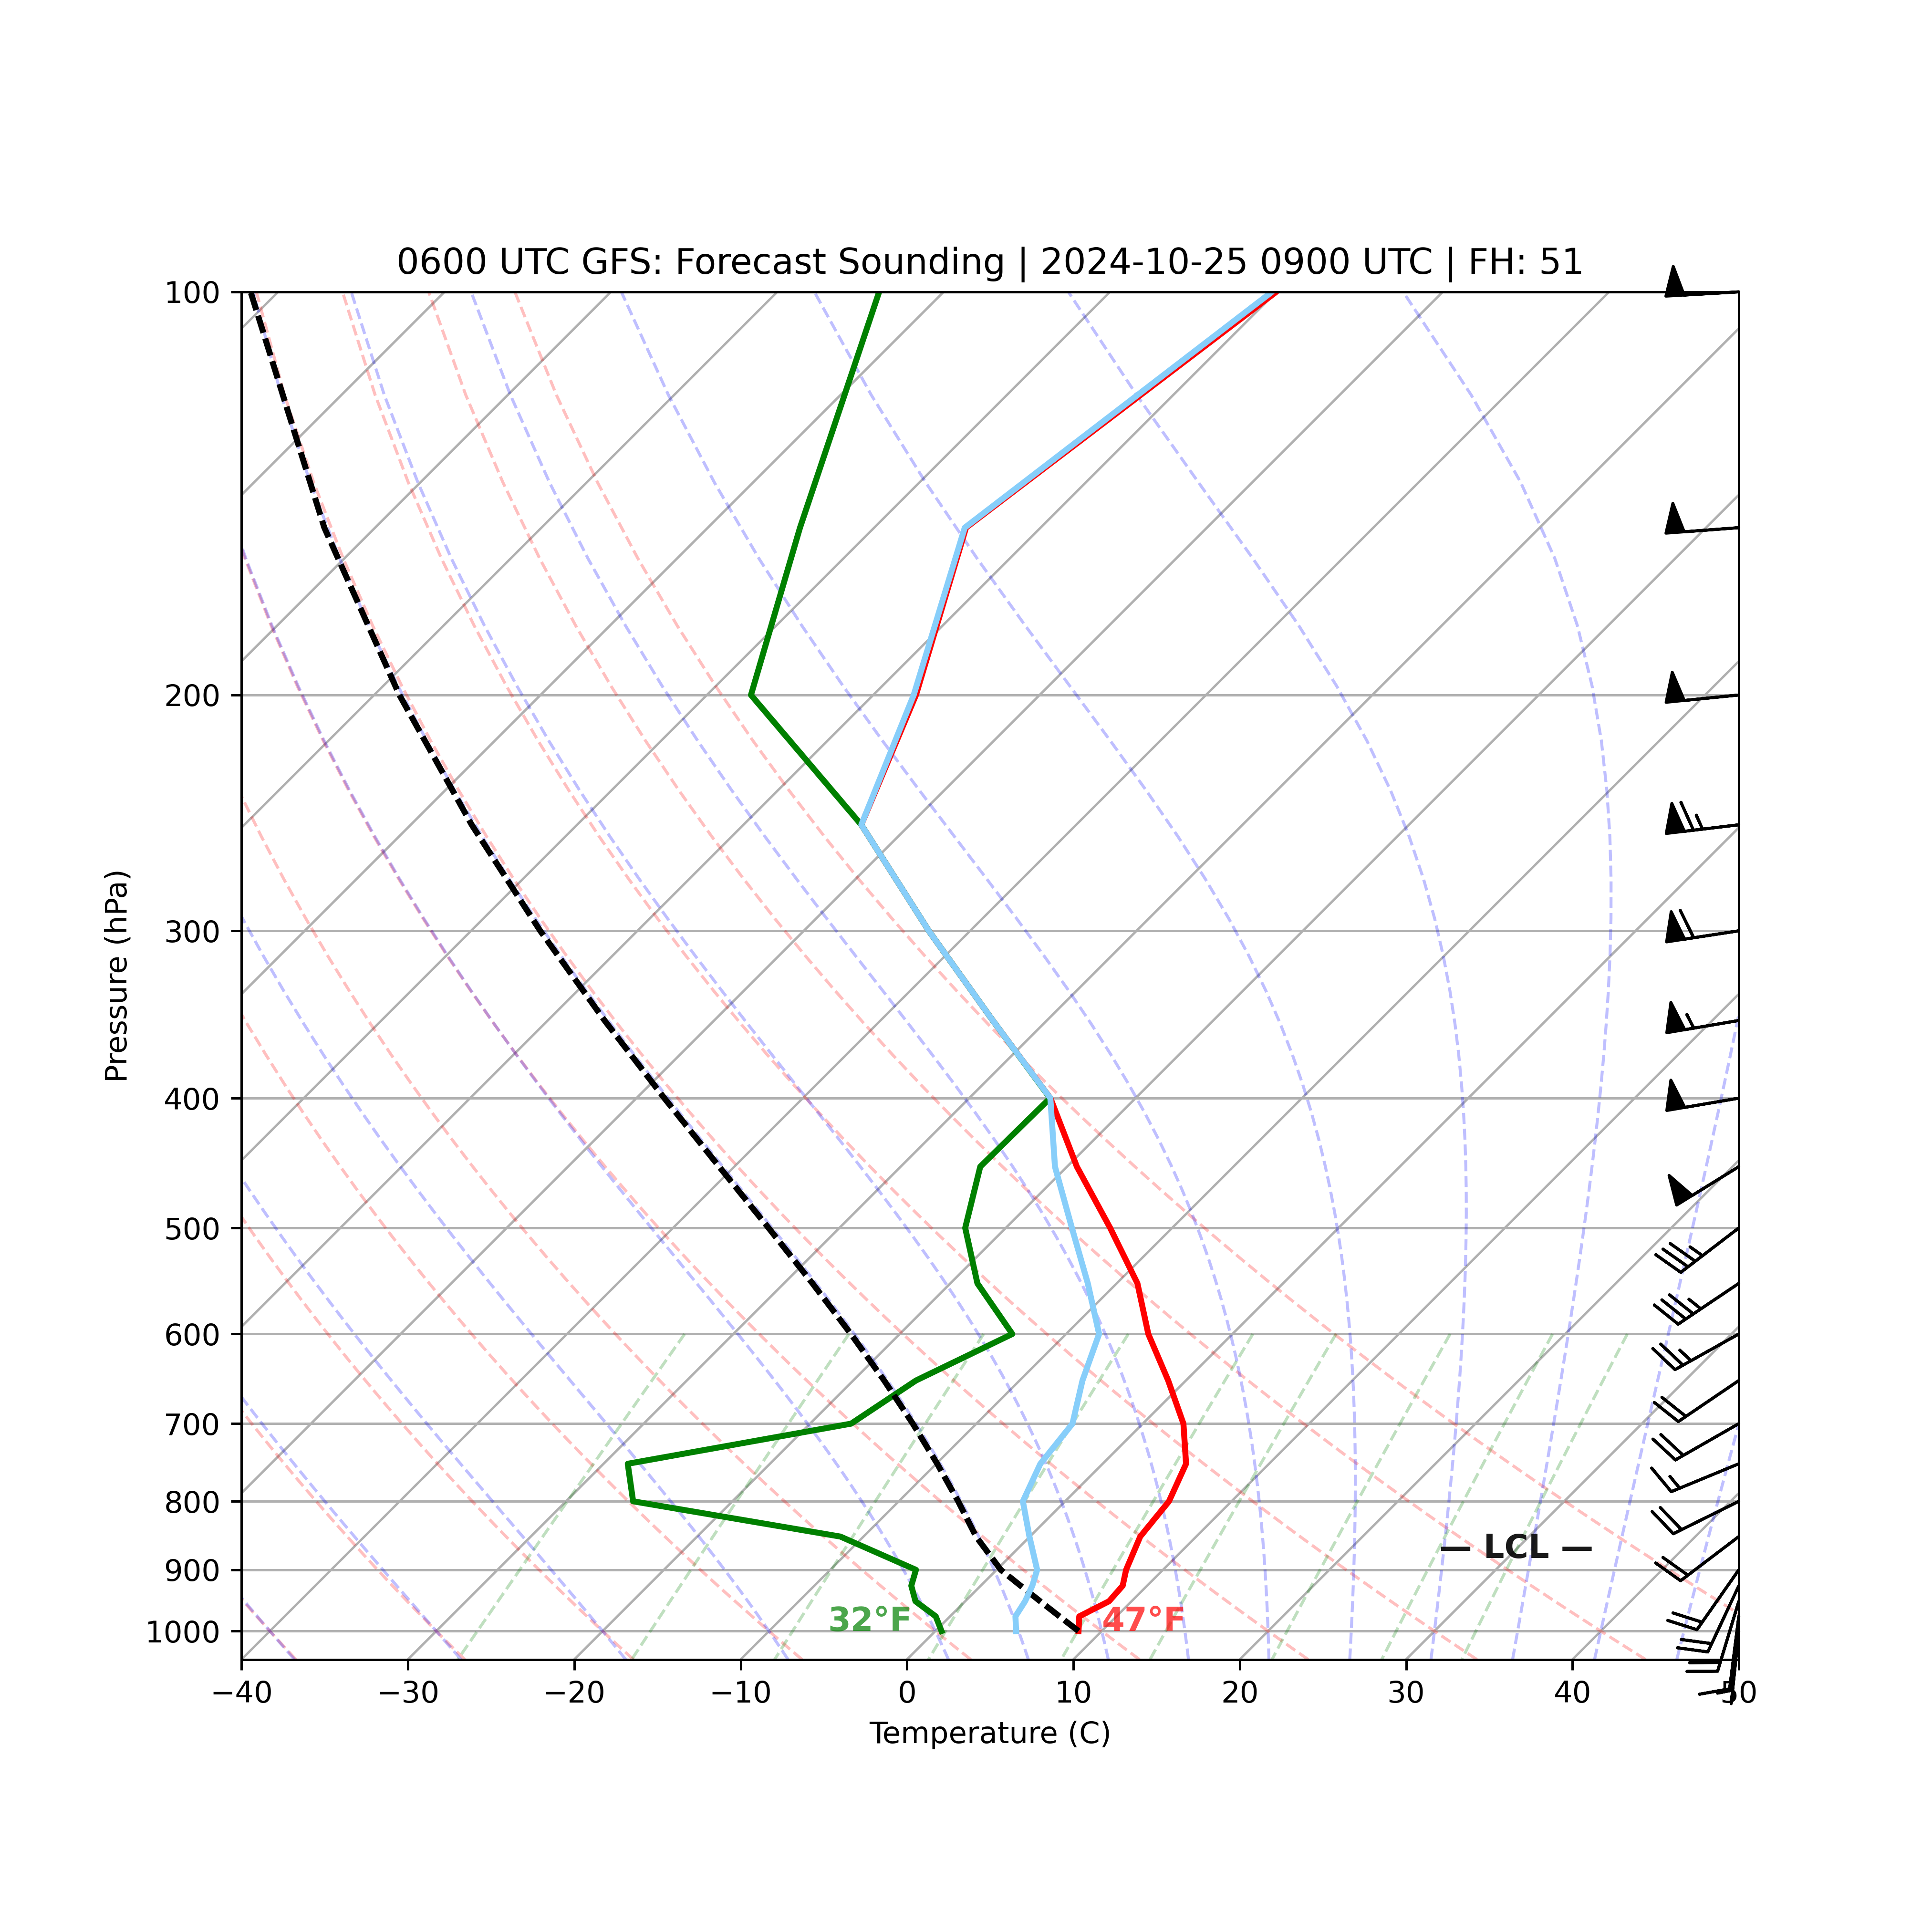 0600 UTC GFS: Forecast Sounding | 2024-10-25 0900 UTC | FH: 51
100
200
300
400
500
600
700
800
900
1000
Pressure (hPa)
— LCL —
32°F
47°F
−40 −30 −20 −10 0 10 20 30 40 50
Temperature (C)